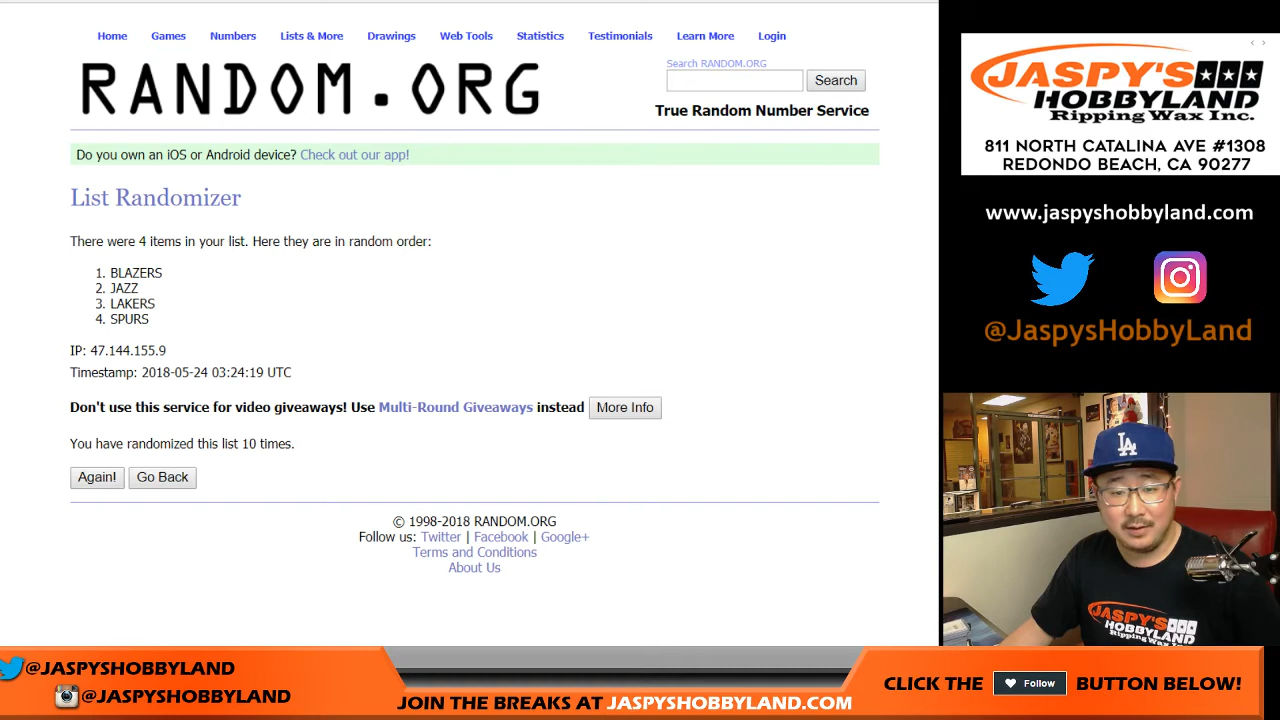 Home Games Numbers Lists & More Drawings Web Tools Statistics Testimonials Learn More Login
RANDOM.ORG
Search RANDOM.ORG
Search
True Random Number Service
Do you own an iOS or Android device? Check out our app!
List Randomizer
There were 4 items in your list. Here they are in random order:
1. BLAZERS
2. JAZZ
3. LAKERS
4. SPURS
IP: 47.144.155.9
Timestamp: 2018-05-24 03:24:19 UTC
Don't use this service for video giveaways! Use Multi-Round Giveaways instead More Info
You have randomized this list 10 times.
Again! Go Back
© 1998-2018 RANDOM.ORG
Follow us: Twitter | Facebook | Google+
Terms and Conditions
About Us
JASPY'S
HOBBYLAND
Ripping Wax Inc.
811 NORTH CATALINA AVE #1308
REDONDO BEACH, CA 90277
www.jaspyshobbyland.com
@JaspysHobbyLand
LA
JASPY'S
HOBBYLAND
Ripping Wax Inc.
@JASPYSHOBBYLAND
@JASPYSHOBBYLAND
JOIN THE BREAKS AT JASPYSHOBBYLAND.COM
CLICK THE Follow BUTTON BELOW!